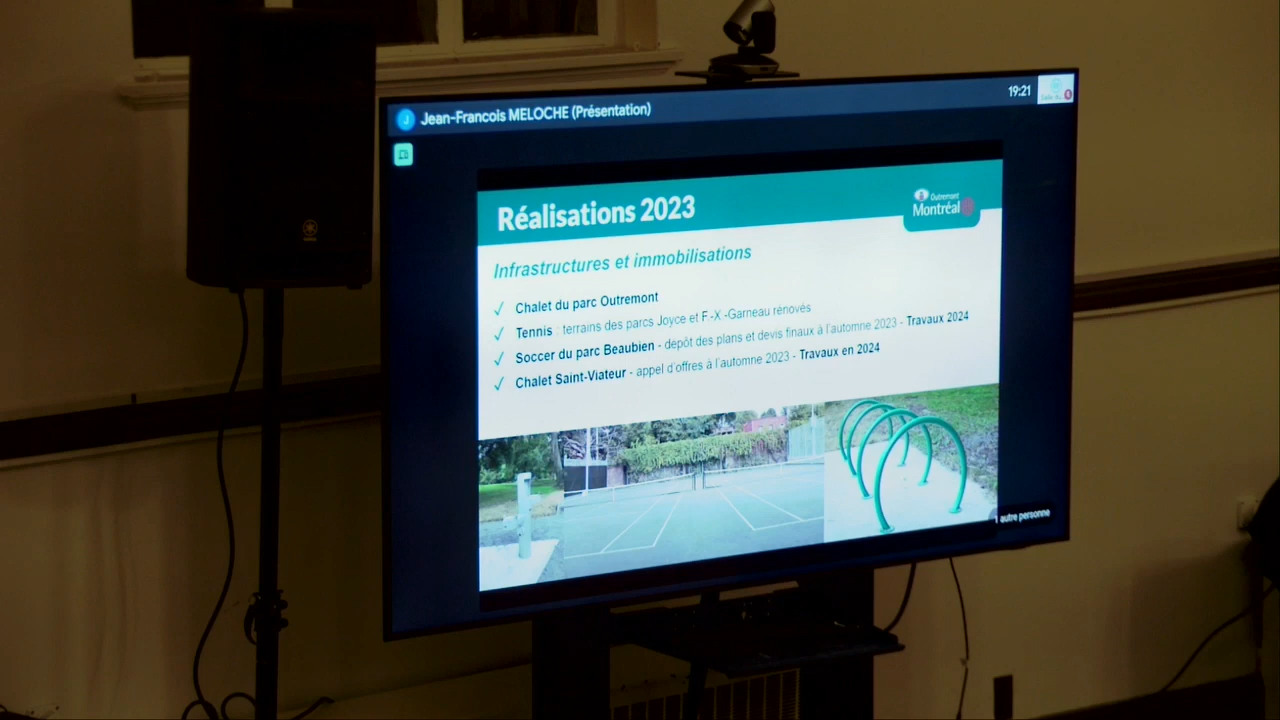 Jean-Francois MELOCHE (Présentation)
19:21
J
Réalisations 2023
Outremont
Montréal
Infrastructures et immobilisations
✓ Chalet du parc Outremont
✓ Tennis : terrains des parcs Joyce et F.-X.-Garneau rénovés
✓ Soccer du parc Beaubien - dépôt des plans et devis finaux à l'automne 2023 - Travaux 2024
✓ Chalet Saint-Viateur - appel d'offres à l'automne 2023 - Travaux en 2024
1 autre personne